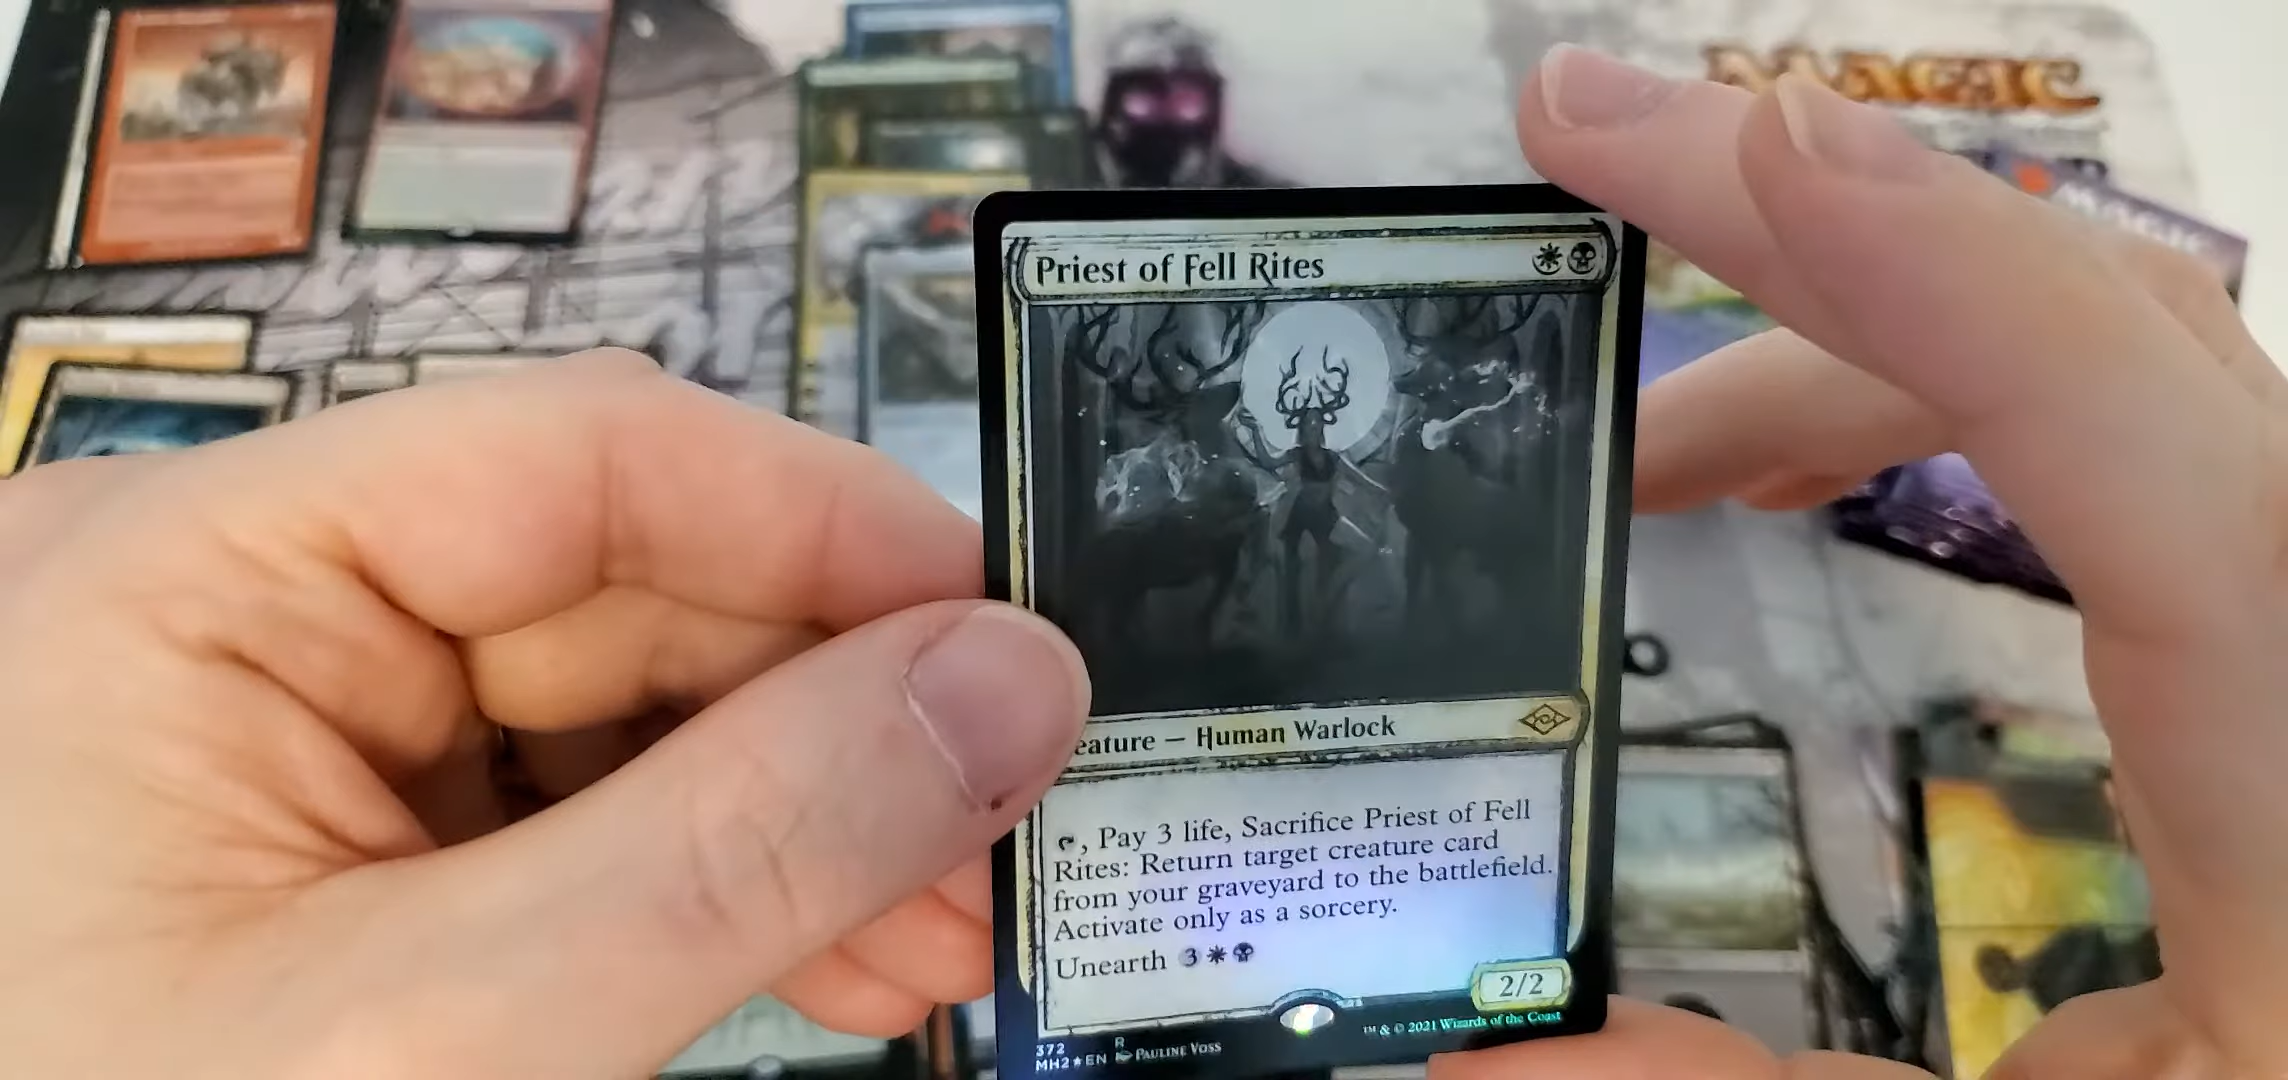 MAGIC
MAGIC
Priest of Fell Rites
eature — Human Warlock
, Pay 3 life, Sacrifice Priest of Fell
Rites: Return target creature card
from your graveyard to the battlefield.
Activate only as a sorcery.
Unearth 3
2/2
™ & © 2021 Wizards of the Coast
372 R
MH2★EN PAULINE VOSS